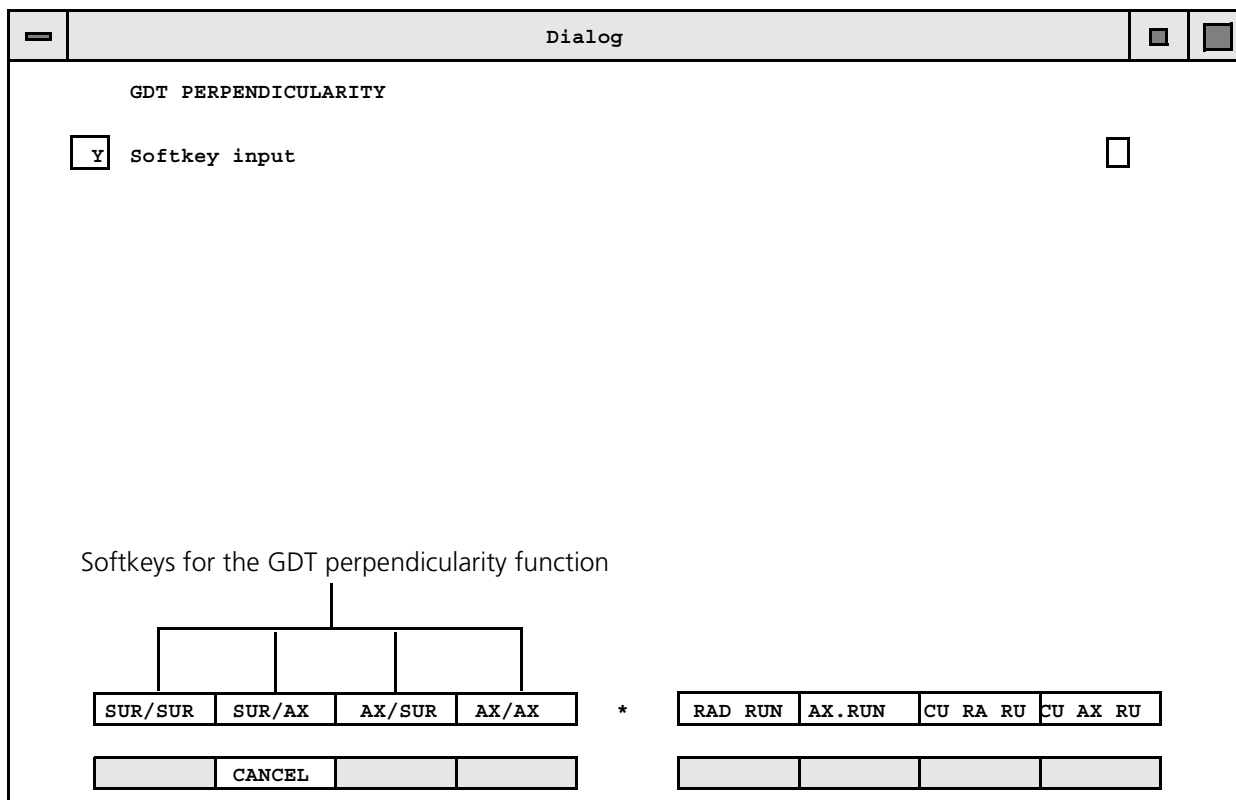 Dialog
GDT PERPENDICULARITY
Y Softkey input
Softkeys for the GDT perpendicularity function
SUR/SUR SUR/AX AX/SUR AX/AX * RAD RUN AX.RUN CU RA RU CU AX RU
CANCEL